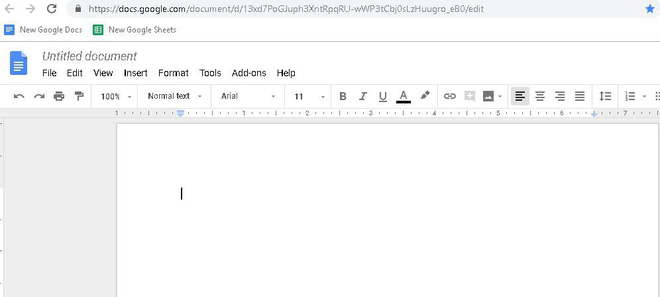 https://docs.google.com/document/d/13xd7PoGJuph3XntRpqRU-wWP3tCbj0sLzHuugro_eB0/edit
New Google Docs New Google Sheets
Untitled document
File Edit View Insert Format Tools Add-ons Help
100% Normal text Arial 11 B I U A
1 1 2 3 4 5 6 7